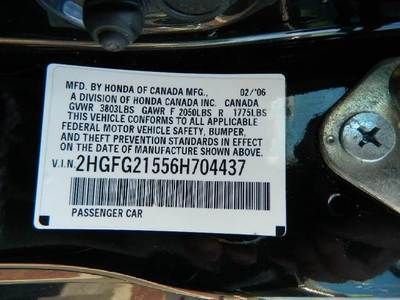 MFD. BY HONDA OF CANADA MFG., 02/'06
A DIVISION OF HONDA CANADA INC. CANADA
GVWR 3803LBS GAWR F 2050LBS R 1775LBS
THIS VEHICLE CONFORMS TO ALL APPLICABLE
FEDERAL MOTOR VEHICLE SAFETY, BUMPER,
AND THEFT PREVENTION STANDARDS IN EFFECT
ON THE DATE OF MANUFACTURE SHOWN ABOVE.
V.I.N 2HGFG21556H704437
PASSENGER CAR